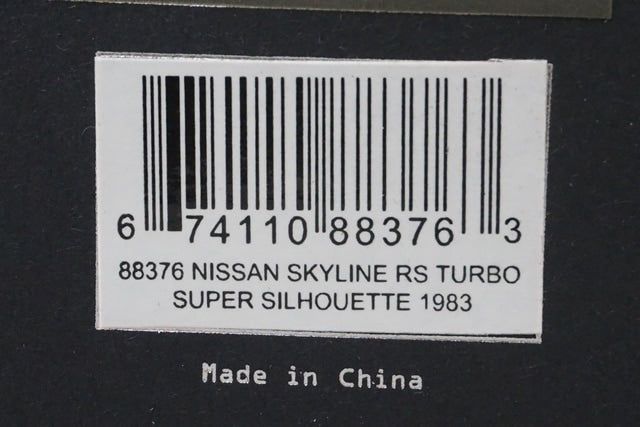 6 74110 88376 3
88376 NISSAN SKYLINE RS TURBO
SUPER SILHOUETTE 1983
Made in China